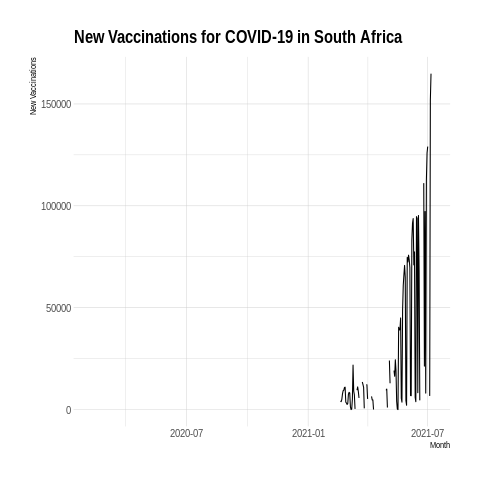 New Vaccinations for COVID-19 in South Africa
New Vaccinations
150000
100000
50000
0
2020-07 2021-01 2021-07
Month